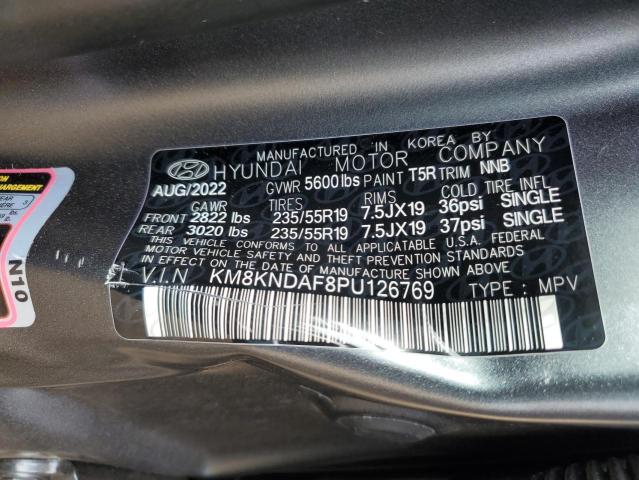 MANUFACTURED IN KOREA BY
HYUNDAI MOTOR COMPANY
AUG/2022 GVWR 5600 lbs PAINT T5R TRIM NNB
GAWR TIRES RIMS COLD TIRE INFL
FRONT 2822 lbs 235/55R19 7.5JX19 36psi SINGLE
REAR 3020 lbs 235/55R19 7.5JX19 37psi SINGLE
THIS VEHICLE CONFORMS TO ALL APPLICABLE U.S.A. FEDERAL
MOTOR VEHICLE SAFETY, BUMPER, AND THEFT PREVENTION STANDARDS
IN EFFECT ON THE DATE OF MANUFACTURE SHOWN ABOVE.
V.I.N KM8KNDAF8PU126769 TYPE : MPV
N10